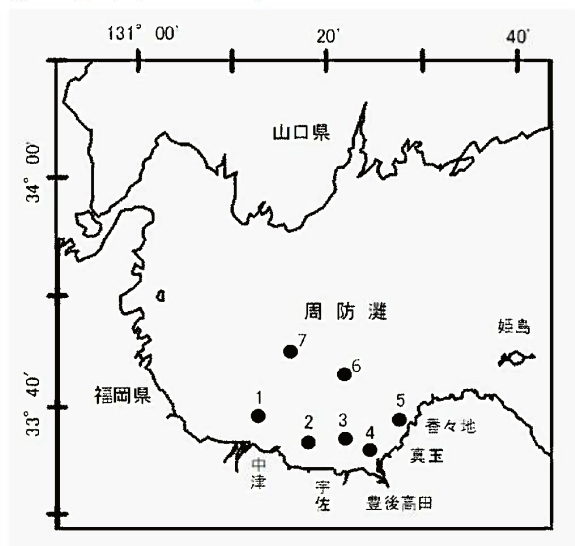 131° 00′
20′
40′
34° 00′
山口県
周防灘
姫島
7
6
33° 40′
福岡県
1
2
3
4
5
香々地
真玉
中津
宇佐
豊後高田